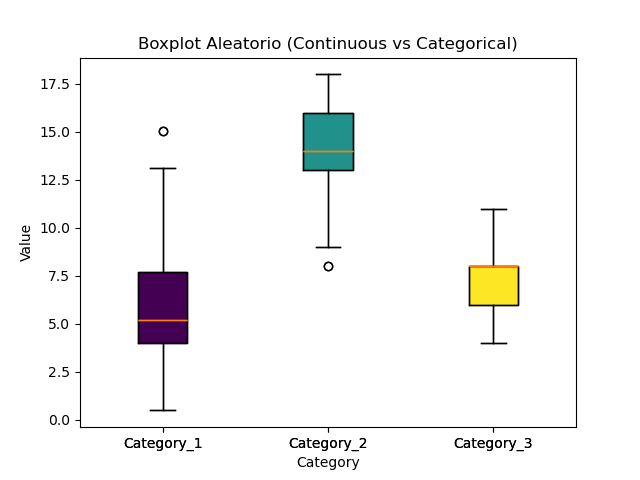 Boxplot Aleatorio (Continuous vs Categorical)
17.5
15.0
12.5
10.0
7.5
5.0
2.5
0.0
Value
Category_1 Category_2 Category_3
Category